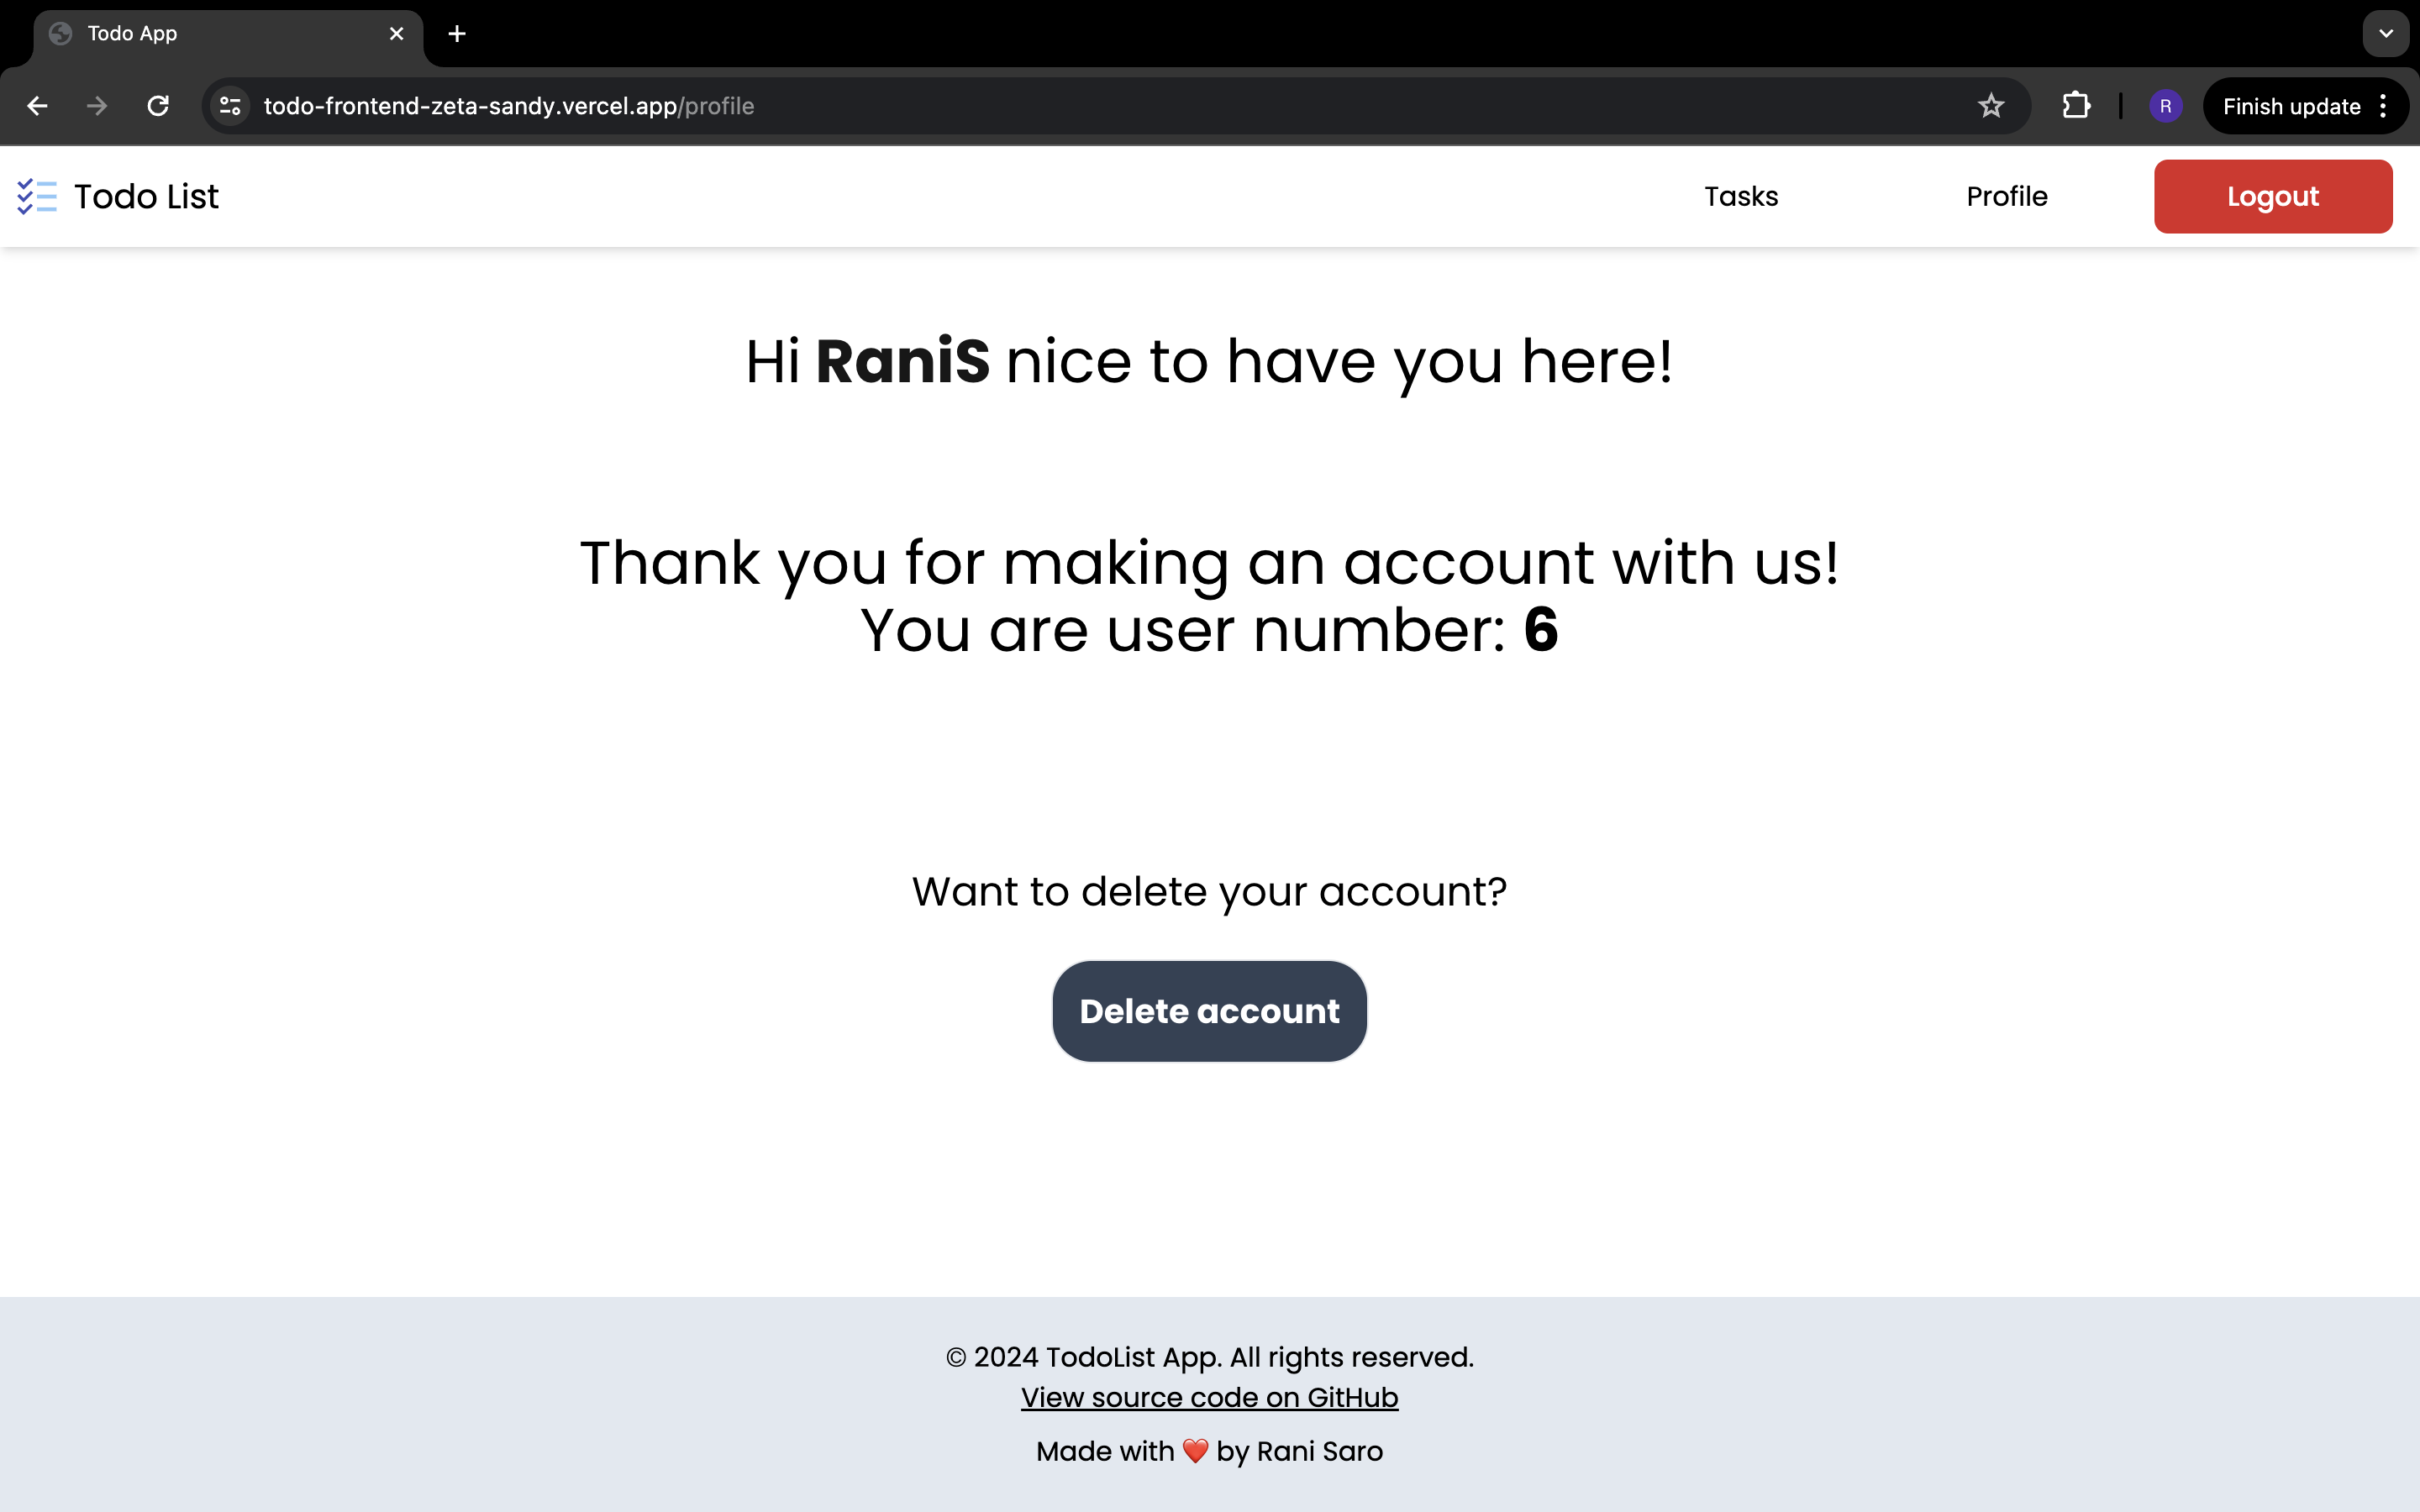 Todo App
todo-frontend-zeta-sandy.vercel.app/profile
R
Finish update
Todo List
Tasks
Profile
Logout
Hi RaniS nice to have you here!
Thank you for making an account with us!
You are user number: 6
Want to delete your account?
Delete account
© 2024 TodoList App. All rights reserved.
View source code on GitHub
Made with ❤️ by Rani Saro